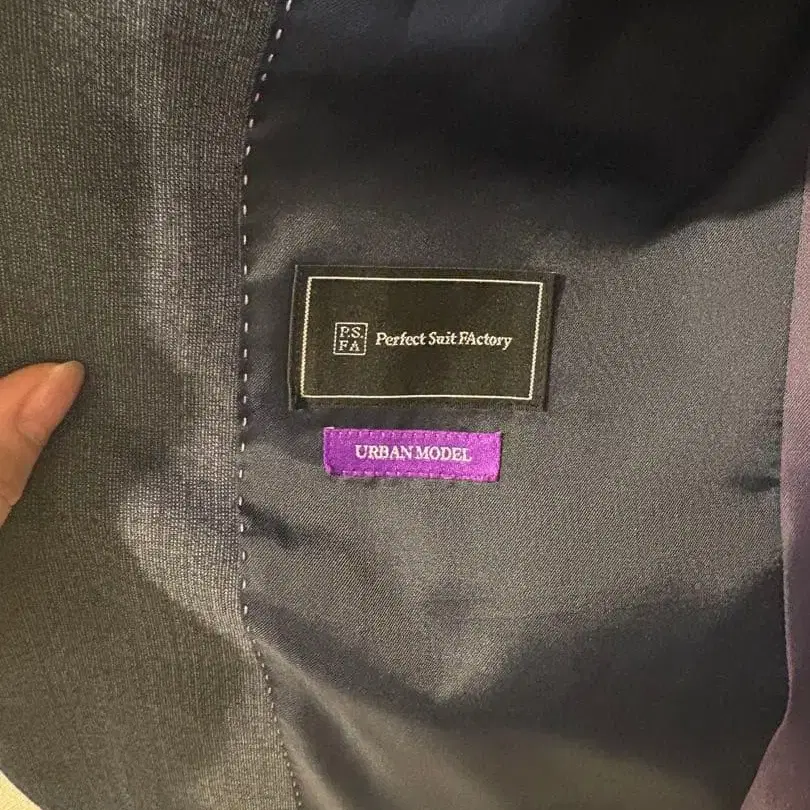 P.S.
FA
Perfect Suit FActory
URBAN MODEL